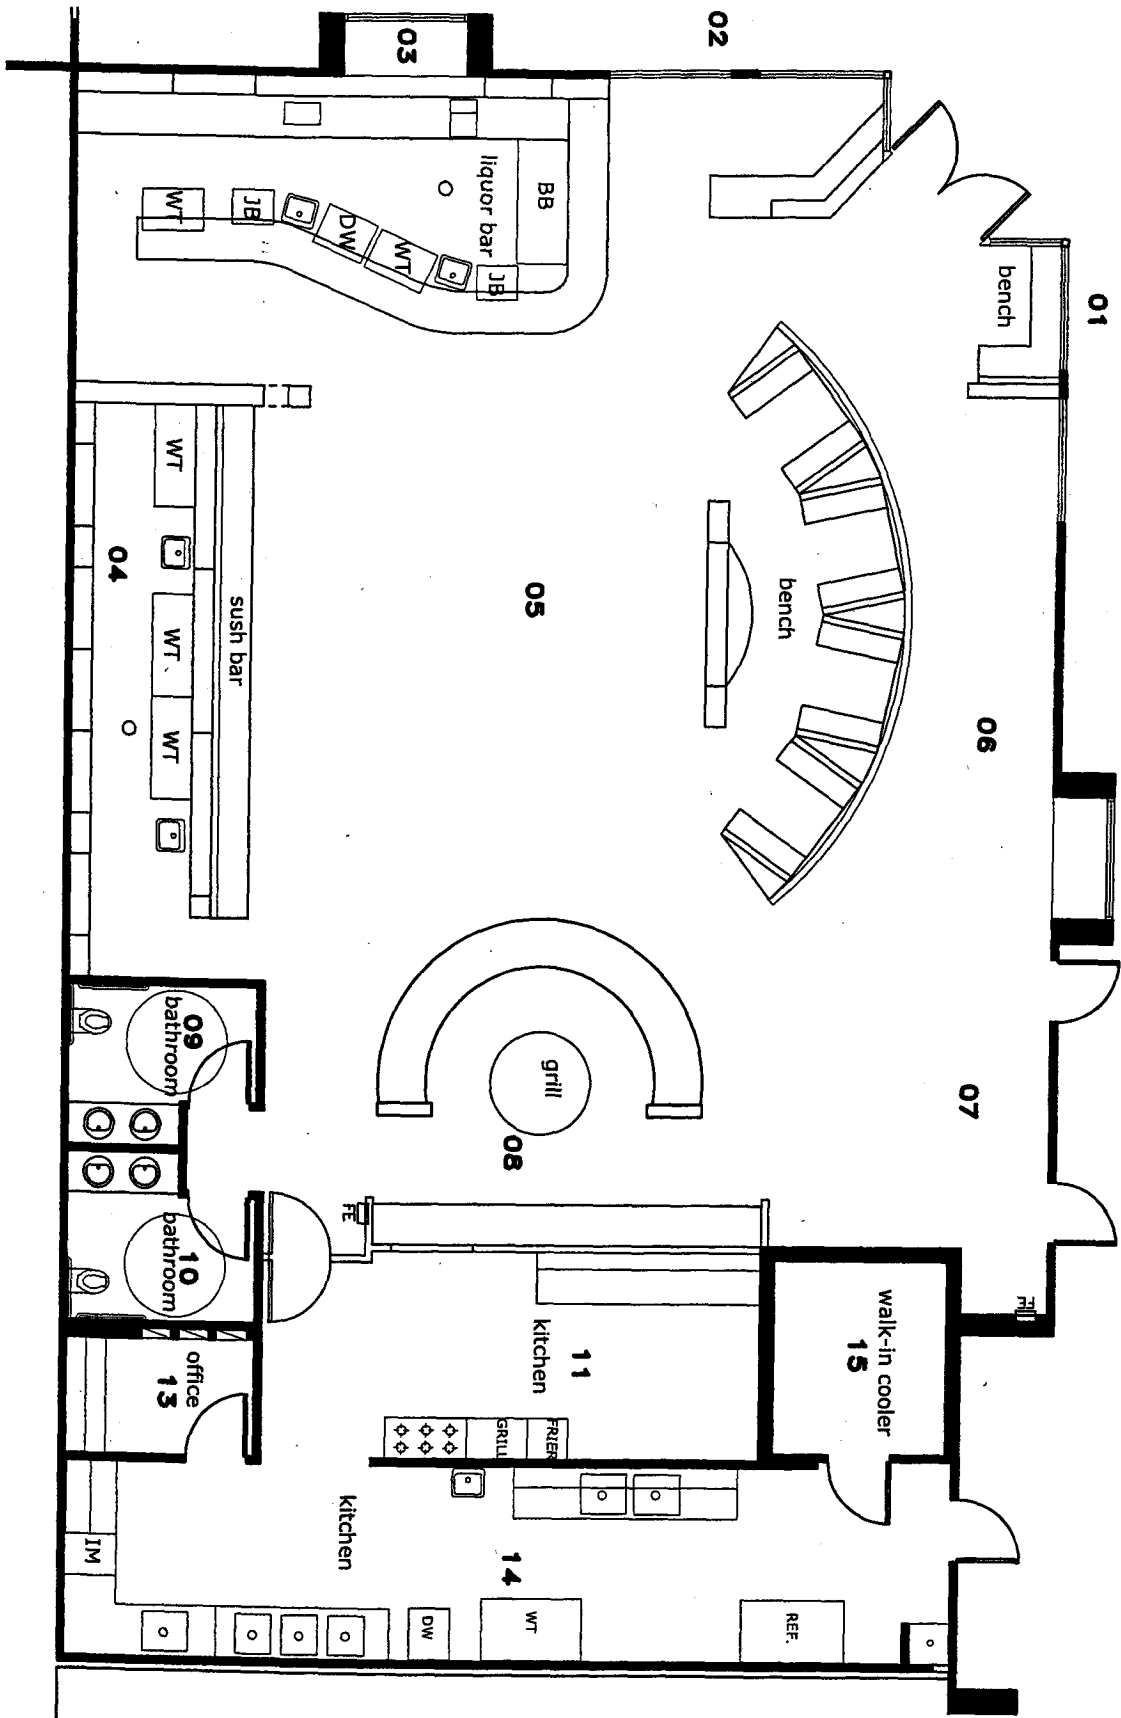 02
03
01
bench
liquor bar
BB
WT
JB
DW
WT
JB
WT
04
WT
WT
sush bar
05
bench
06
07
grill
08
09
bathroom
10
bathroom
FE
FE
office
13
11
kitchen
GRILL
FRIER
walk-in cooler
15
kitchen
14
IM
DW
WT
REF.